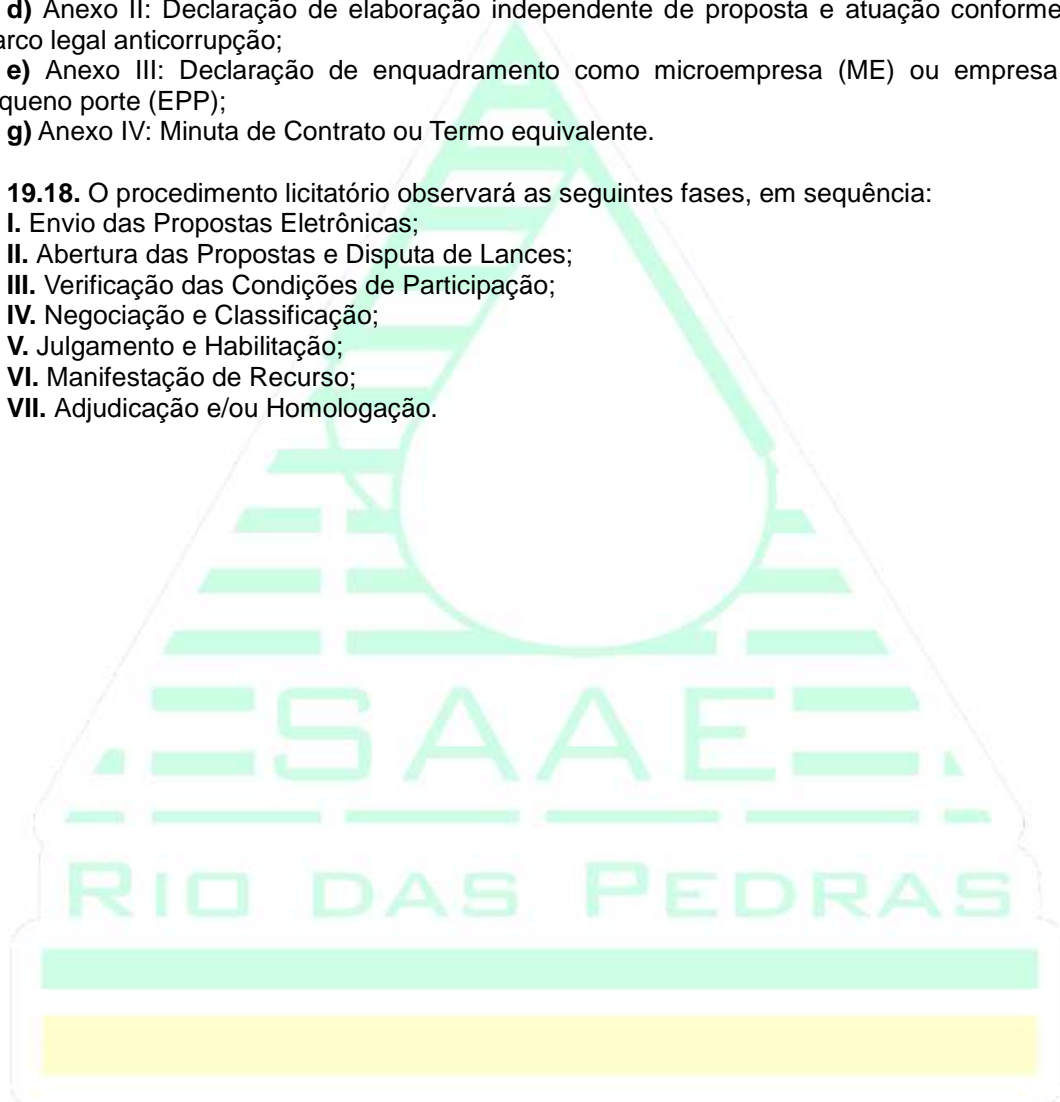 d) Anexo II: Declaração de elaboração independente de proposta e atuação conforme
arco legal anticorrupção;
e) Anexo III: Declaração de enquadramento como microempresa (ME) ou empresa
queno porte (EPP);
g) Anexo IV: Minuta de Contrato ou Termo equivalente.
19.18. O procedimento licitatório observará as seguintes fases, em sequência:
I. Envio das Propostas Eletrônicas;
II. Abertura das Propostas e Disputa de Lances;
III. Verificação das Condições de Participação;
IV. Negociação e Classificação;
V. Julgamento e Habilitação;
VI. Manifestação de Recurso;
VII. Adjudicação e/ou Homologação.
SAAE
RIO DAS PEDRAS